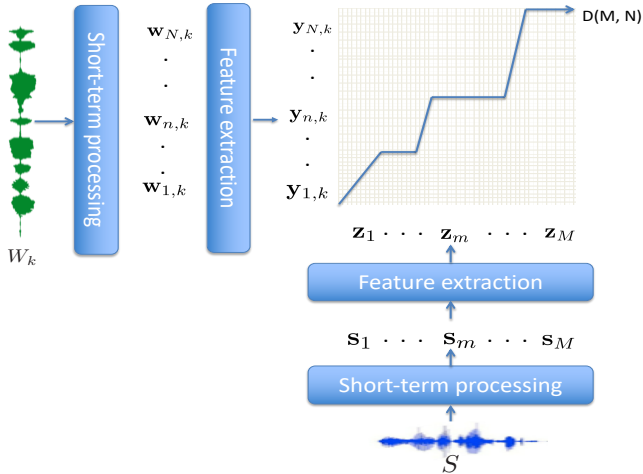 W_k
Short-term processing
w_{N,k}
.
.
w_{n,k}
.
.
w_{1,k}
Feature extraction
y_{N,k}
.
.
y_{n,k}
.
.
y_{1,k}
D(M, N)
z_1 . . . z_m . . . z_M
Feature extraction
s_1 . . . s_m . . . s_M
Short-term processing
S